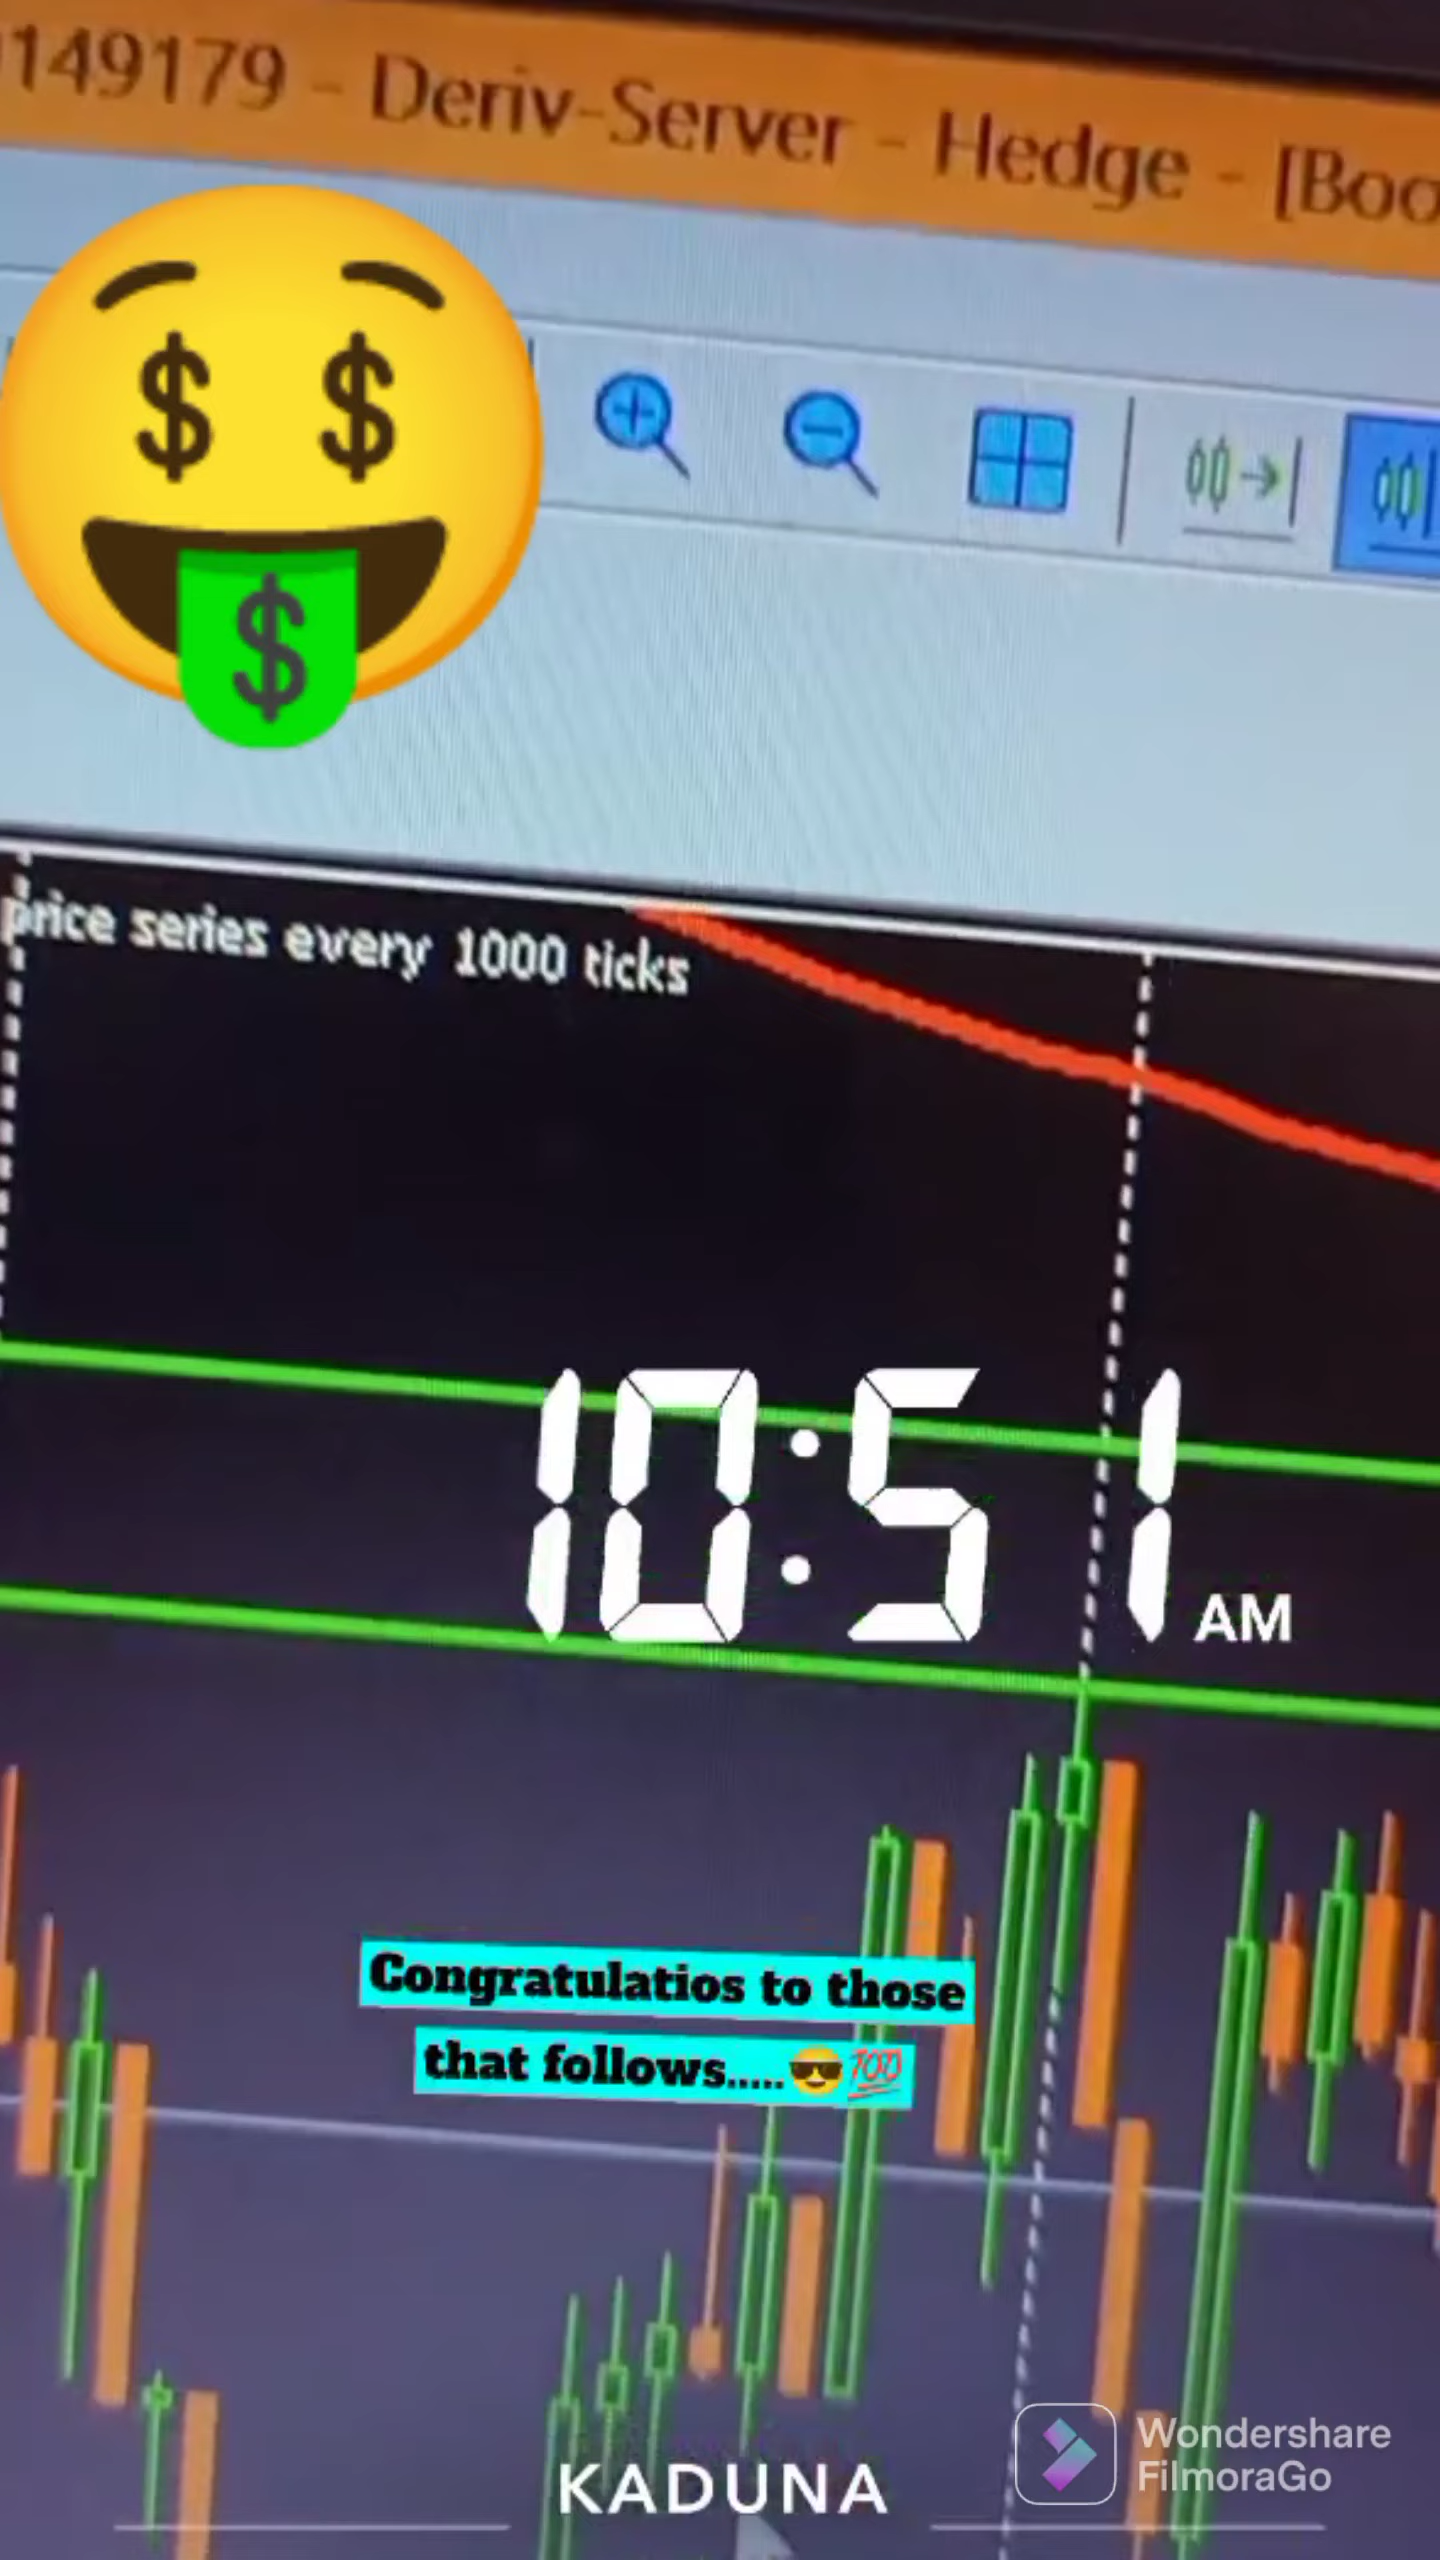 149179 - Deriv-Server - Hedge - [Boo
price series every 1000 ticks
10:51 AM
Congratulatios to those
that follows.....😎💯
KADUNA
Wondershare
FilmoraGo